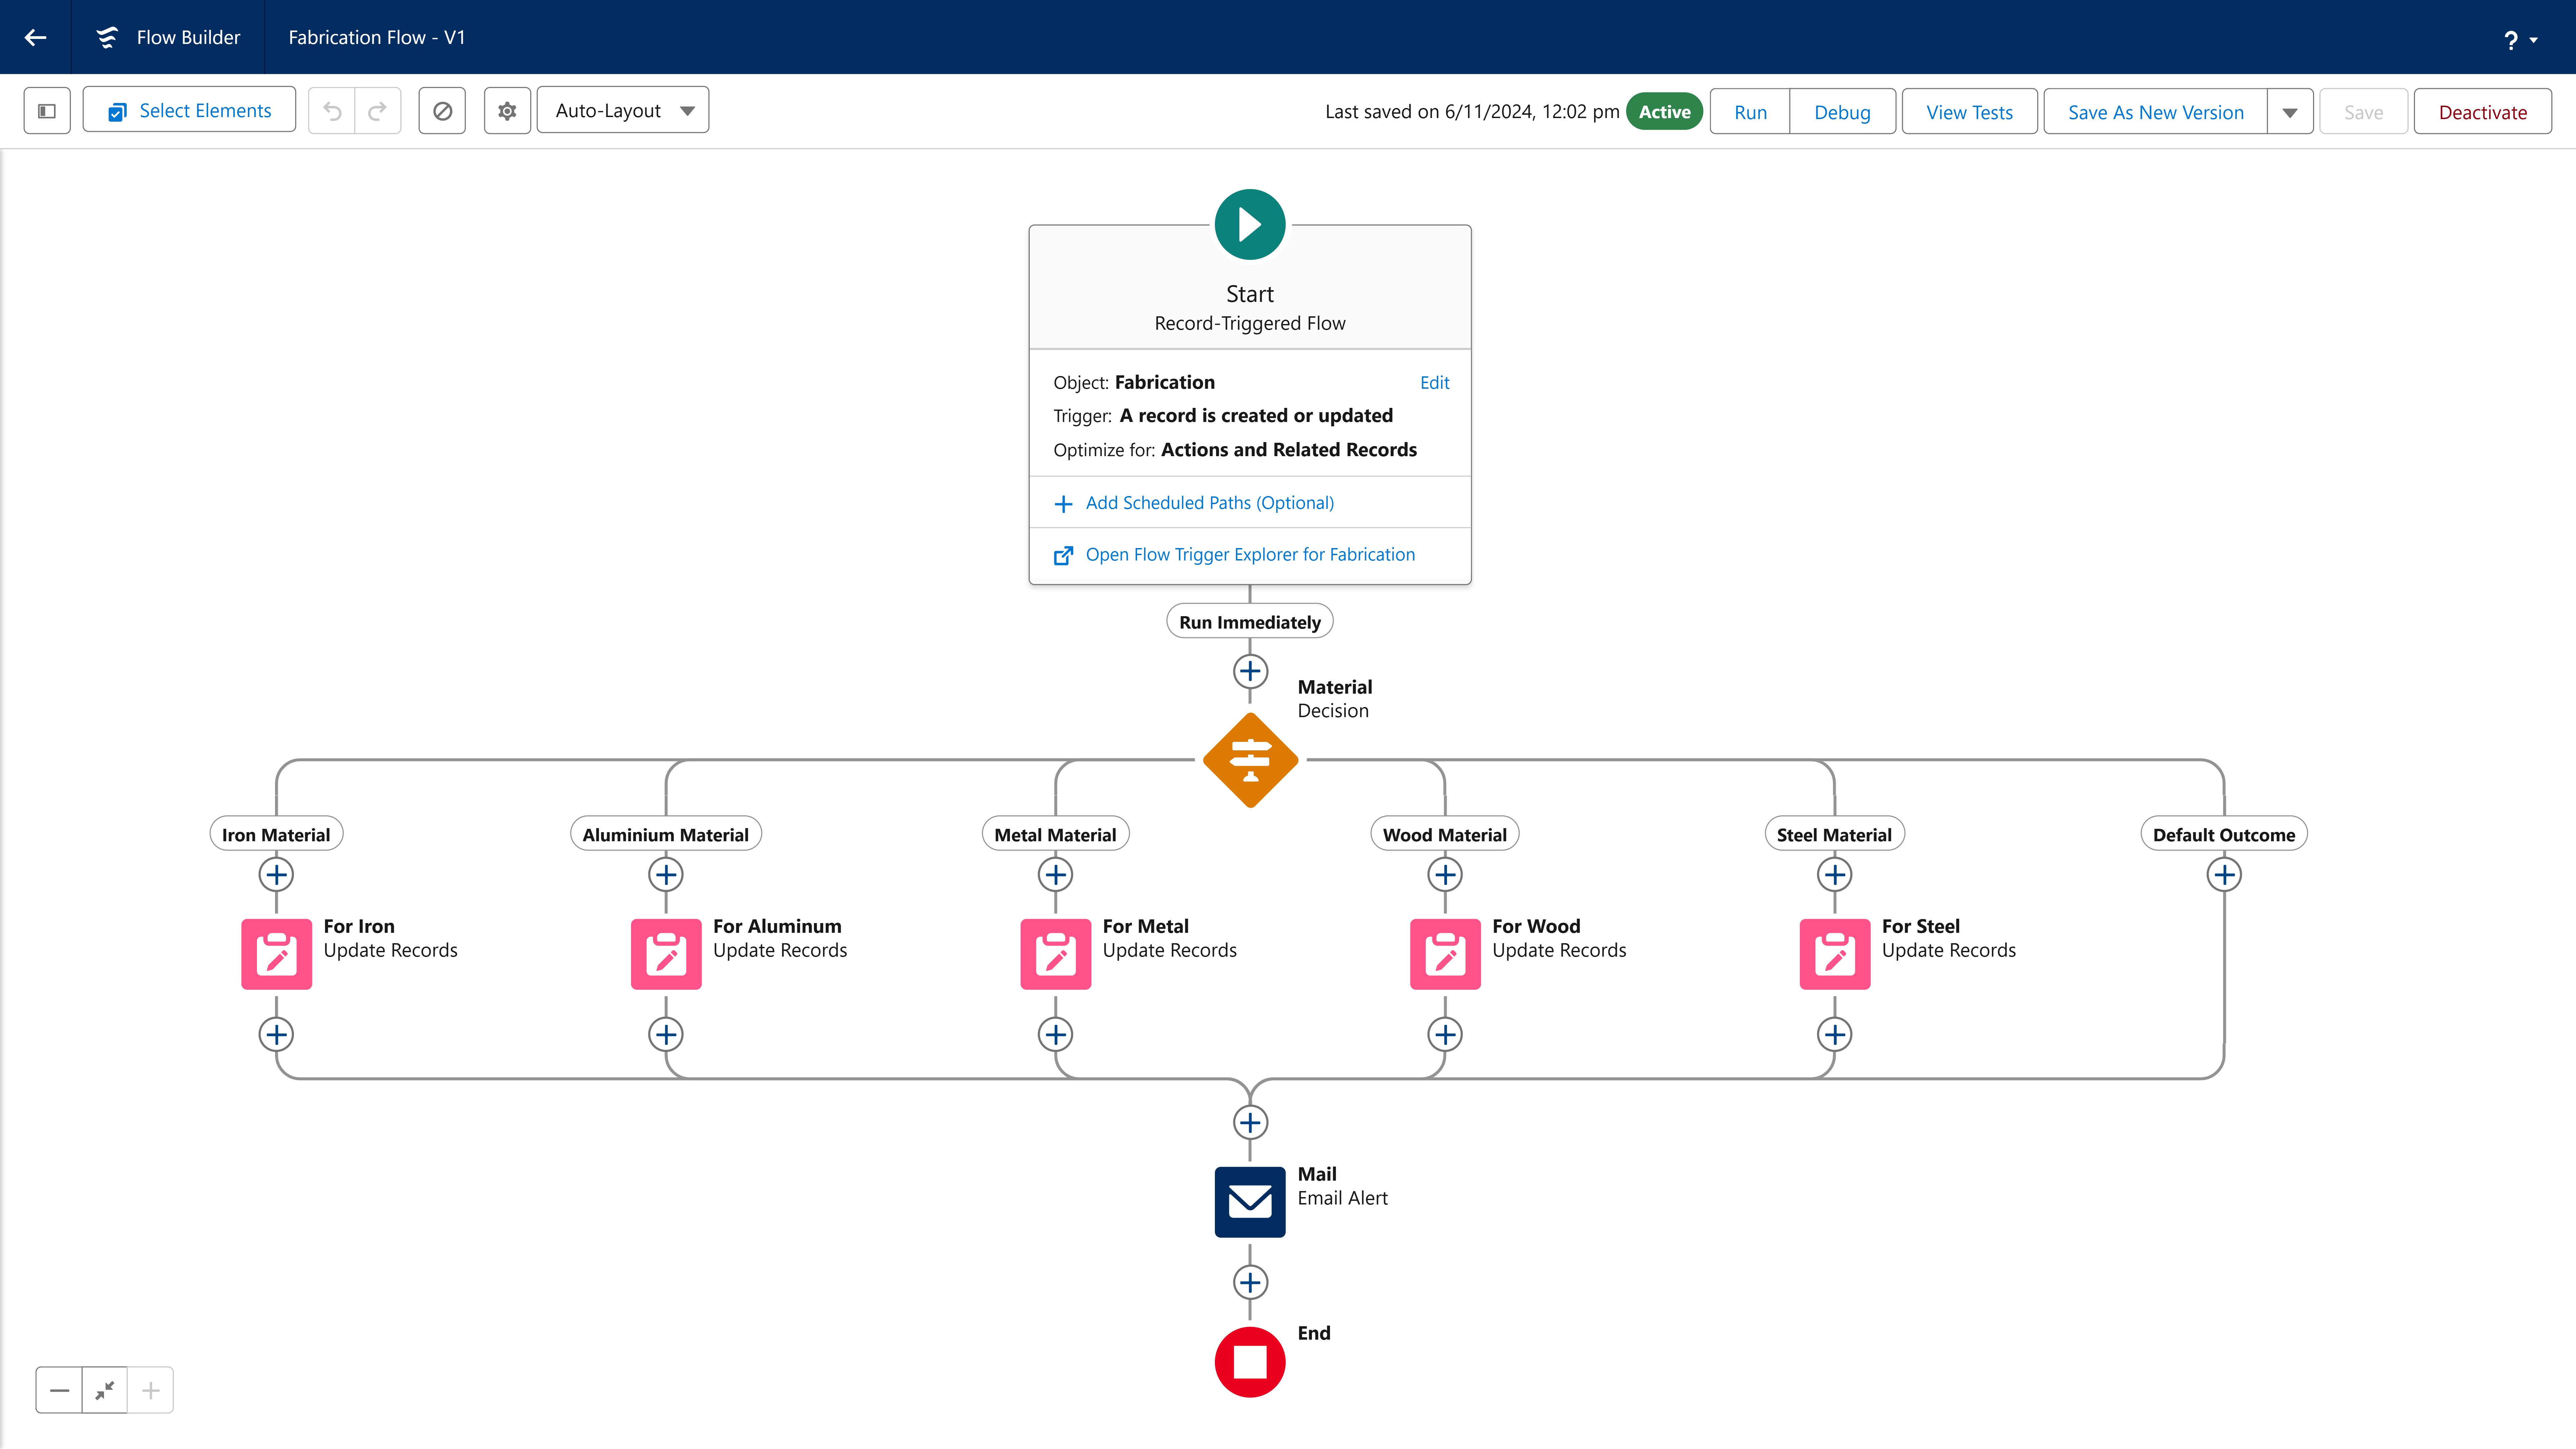 Flow Builder
Fabrication Flow - V1
?
Select Elements
Auto-Layout
Last saved on 6/11/2024, 12:02 pm
Active
Run
Debug
View Tests
Save As New Version
Save
Deactivate
Start
Record-Triggered Flow
Object: Fabrication
Edit
Trigger: A record is created or updated
Optimize for: Actions and Related Records
Add Scheduled Paths (Optional)
Open Flow Trigger Explorer for Fabrication
Run Immediately
Material
Decision
Iron Material
Aluminium Material
Metal Material
Wood Material
Steel Material
Default Outcome
For Iron
Update Records
For Aluminum
Update Records
For Metal
Update Records
For Wood
Update Records
For Steel
Update Records
Mail
Email Alert
End